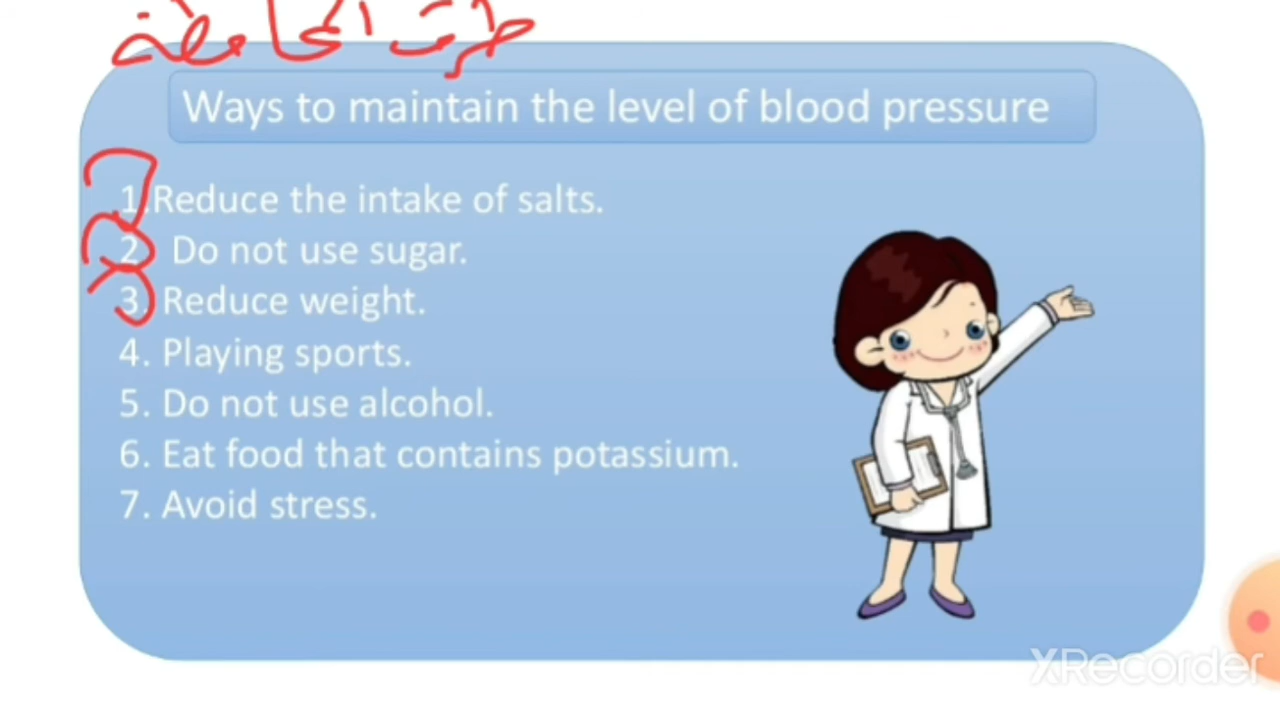 طرق المحافظة
Ways to maintain the level of blood pressure
1.Reduce the intake of salts.
2 Do not use sugar.
3. Reduce weight.
4. Playing sports.
5. Do not use alcohol.
6. Eat food that contains potassium.
7. Avoid stress.
XRecorder